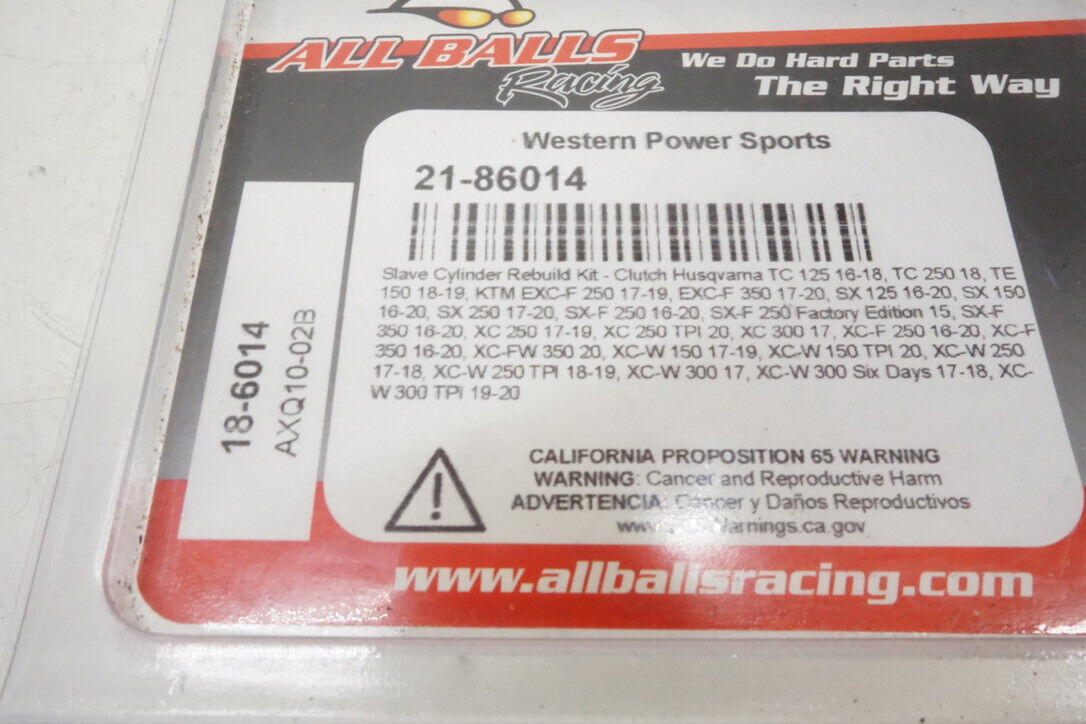 ALL BALLS
Racing
We Do Hard Parts
The Right Way
Western Power Sports
21-86014
Slave Cylinder Rebuild Kit - Clutch Husqvarna TC 125 16-18, TC 250 18, TE
150 18-19, KTM EXC-F 250 17-19, EXC-F 350 17-20, SX 125 16-20, SX 150
16-20, SX 250 17-20, SX-F 250 16-20, SX-F 250 Factory Edition 15, SX-F
350 16-20, XC 250 17-19, XC 250 TPI 20, XC 300 17, XC-F 250 16-20, XC-F
350 16-20, XC-FW 350 20, XC-W 150 17-19, XC-W 150 TPI 20, XC-W 250
17-18, XC-W 250 TPI 18-19, XC-W 300 17, XC-W 300 Six Days 17-18, XC-
W 300 TPI 19-20
18-6014
AXQ10-02B
CALIFORNIA PROPOSITION 65 WARNING
WARNING: Cancer and Reproductive Harm
ADVERTENCIA: Cáncer y Daños Reproductivos
www.allballsracing.com